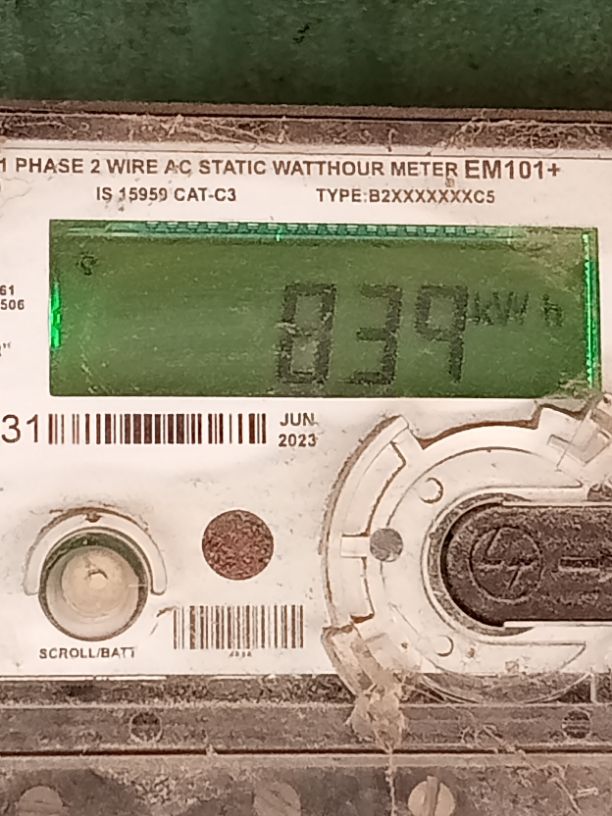 1 PHASE 2 WIRE AC STATIC WATTHOUR METER EM101+
IS 15959 CAT-C3 TYPE:B2XXXXXXXC5
61
506
839 kWh
31
JUN
2023
SCROLL/BATT